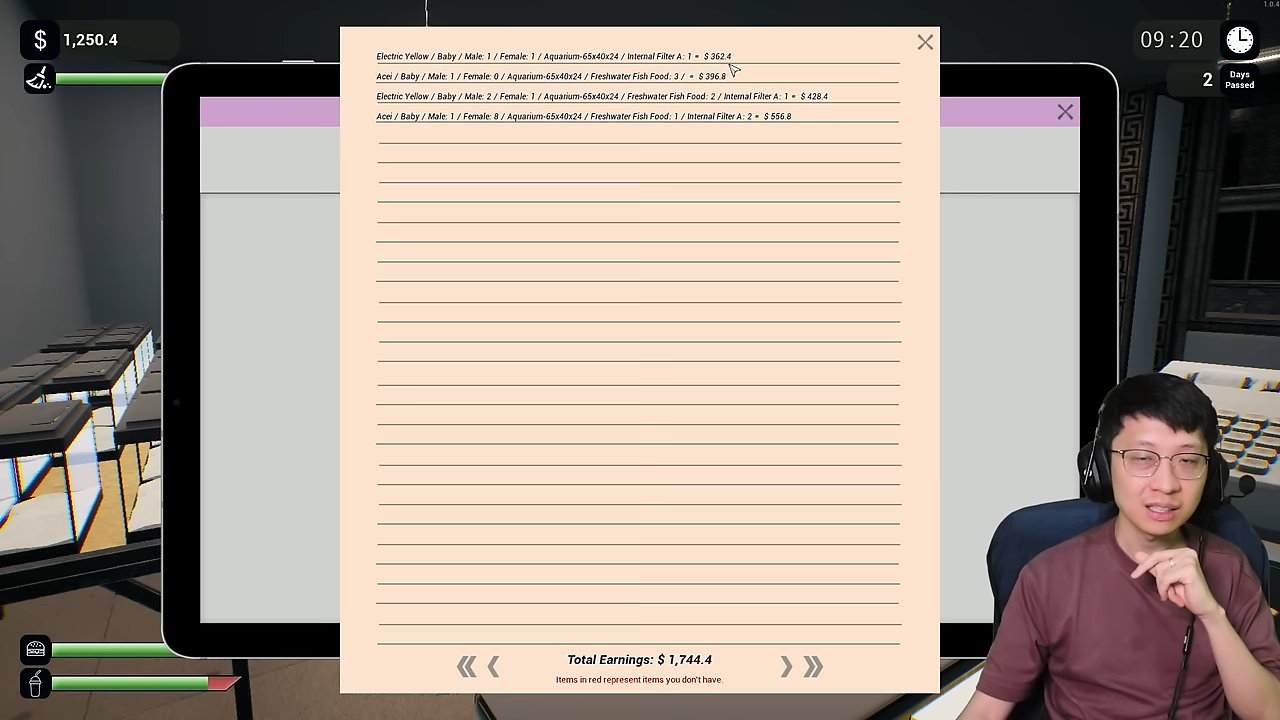 1.0.4
$ 1,250.4
09:20
2 Days Passed
Electric Yellow / Baby / Male: 1 / Female: 1 / Aquarium-65x40x24 / Internal Filter A: 1 = $ 362.4
Acei / Baby / Male: 1 / Female: 0 / Aquarium-65x40x24 / Freshwater Fish Food: 3 / = $ 396.8
Electric Yellow / Baby / Male: 2 / Female: 1 / Aquarium-65x40x24 / Freshwater Fish Food: 2 / Internal Filter A: 1 = $ 428.4
Acei / Baby / Male: 1 / Female: 8 / Aquarium-65x40x24 / Freshwater Fish Food: 1 / Internal Filter A: 2 = $ 556.8
Total Earnings: $ 1,744.4
Items in red represent items you don't have.